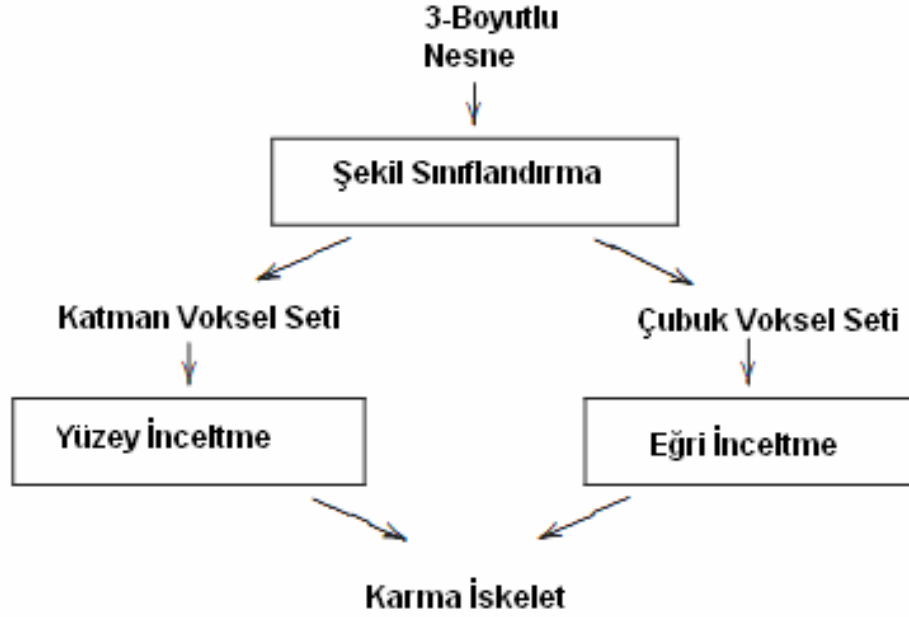 3-Boyutlu
Nesne
Şekil Sınıflandırma
Katman Voksel Seti
Çubuk Voksel Seti
Yüzey İnceltme
Eğri İnceltme
Karma İskelet